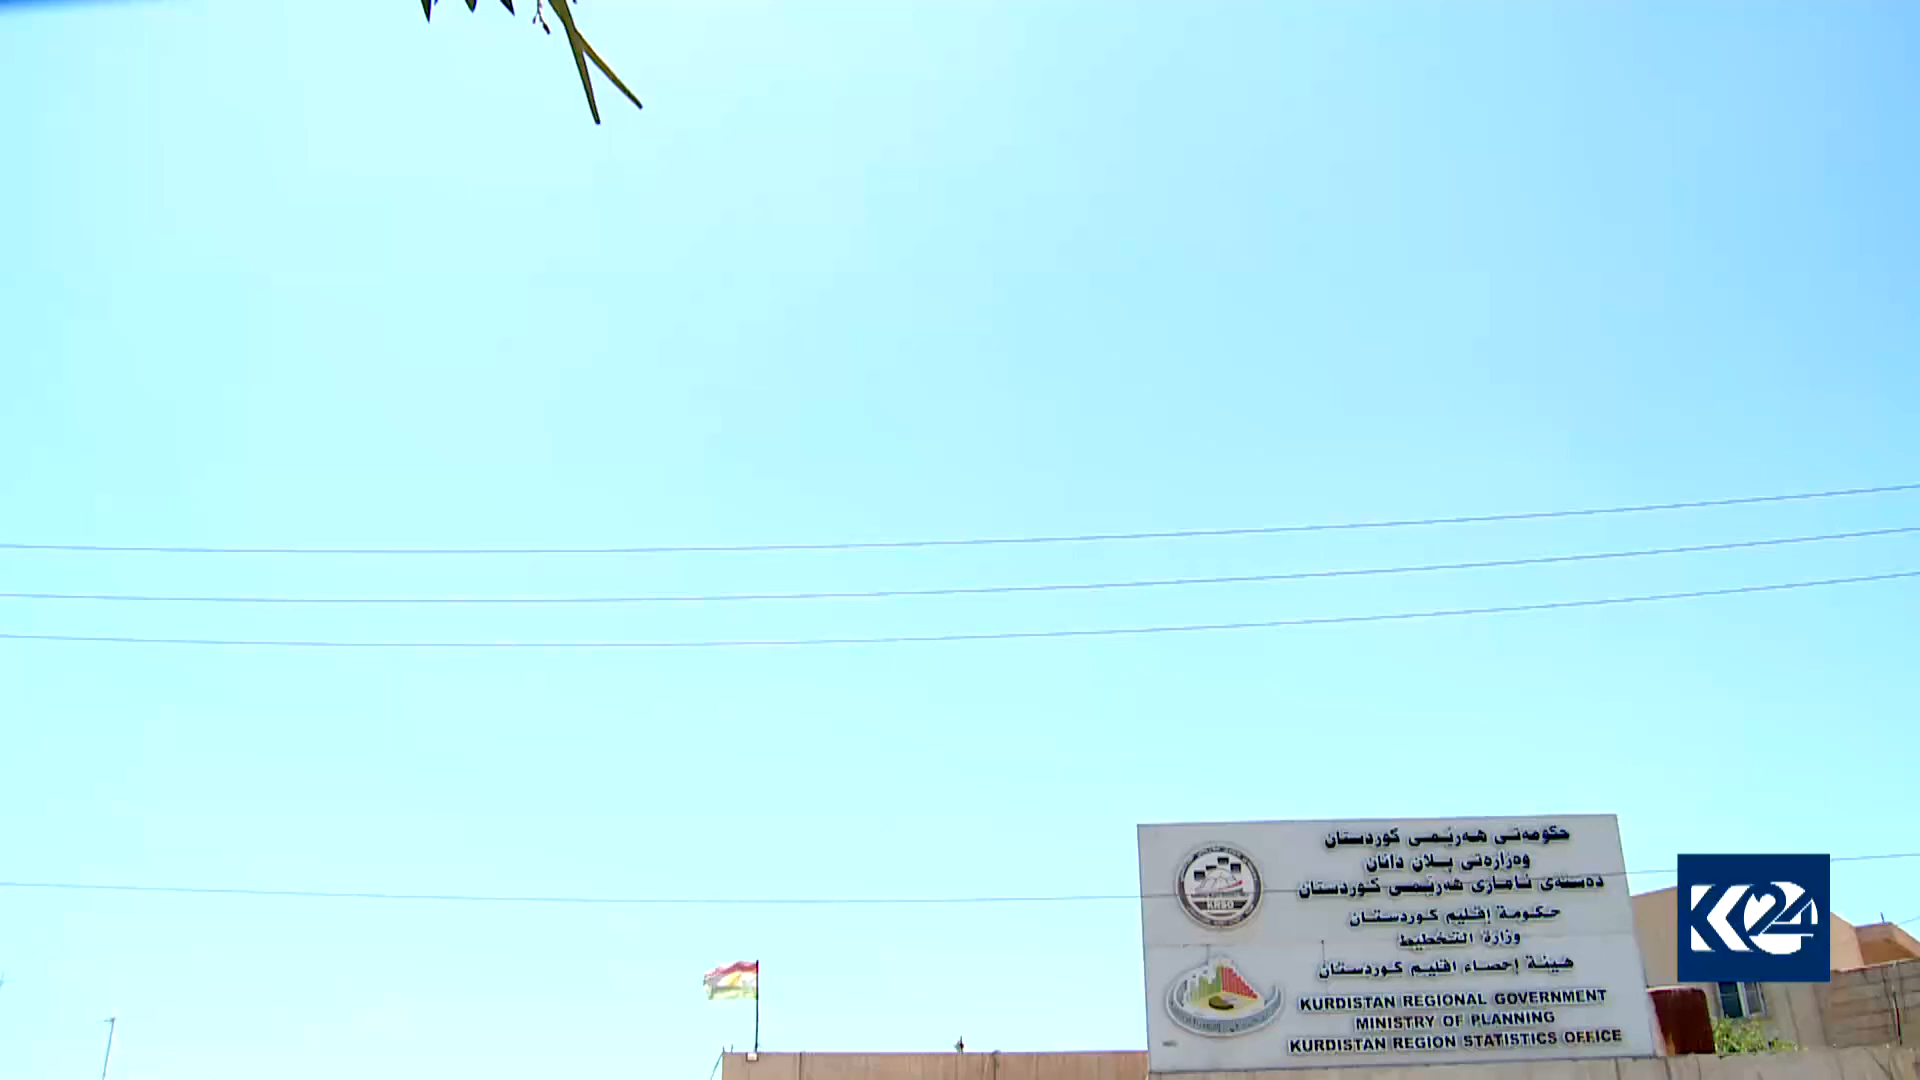 حکومەتی هەرێمی کوردستان
وەزارەتی پلان دانان
دەستەی ئاماری هەرێمی کوردستان
حكومة إقليم كوردستان
وزارة التخطيط
هيئة إحصاء اقليم كوردستان
KURDISTAN REGIONAL GOVERNMENT
MINISTRY OF PLANNING
KURDISTAN REGION STATISTICS OFFICE
KRSO
K24